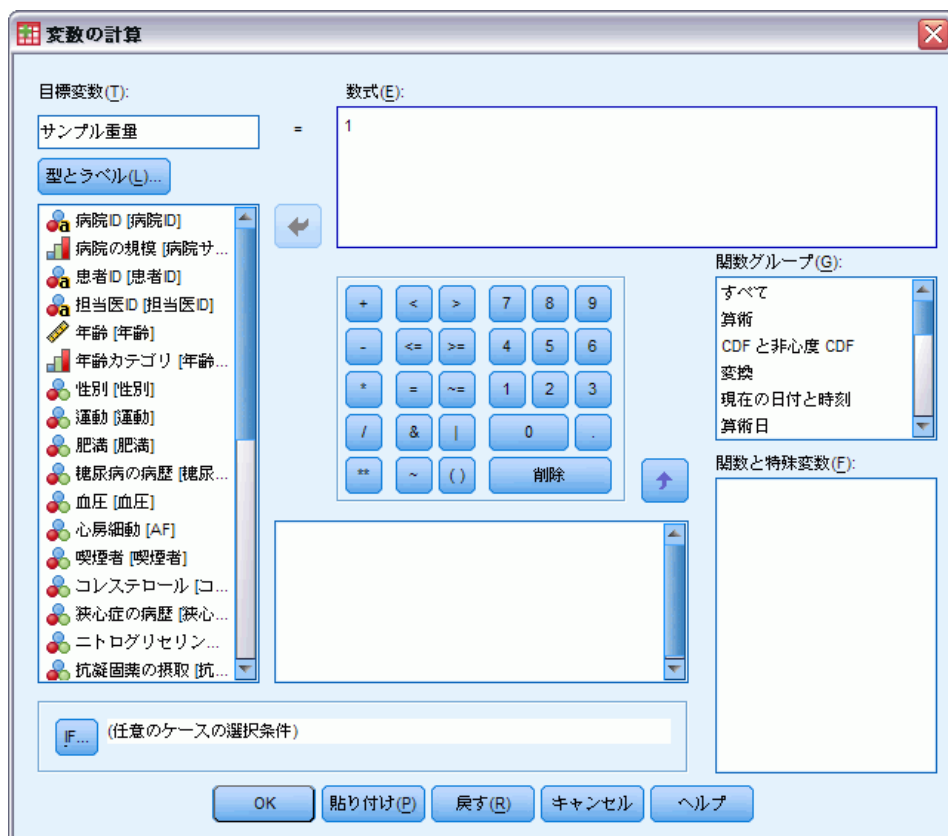 変数の計算
目標変数(T):
サンプル重量
=
数式(E):
1
型とラベル(L)...
病院ID [病院ID]
病院の規模 [病院サ...
患者ID [患者ID]
担当医ID [担当医ID]
年齢 [年齢]
年齢カテゴリ [年齢...
性別 [性別]
運動 [運動]
肥満 [肥満]
糖尿病の病歴 [糖尿...
血圧 [血圧]
心房細動 [AF]
喫煙者 [喫煙者]
コレステロール [コ...
狭心症の病歴 [狭心...
ニトログリセリン...
抗凝固薬の摂取 [抗...
+ < > 7 8 9
- <= >= 4 5 6
* = ~= 1 2 3
/ & | 0 .
** ~ ( ) 削除
関数グループ(G):
すべて
算術
CDF と非心度 CDF
変換
現在の日付と時刻
算術日
関数と特殊変数(F):
IF...
(任意のケースの選択条件)
OK
貼り付け(P)
戻す(R)
キャンセル
ヘルプ